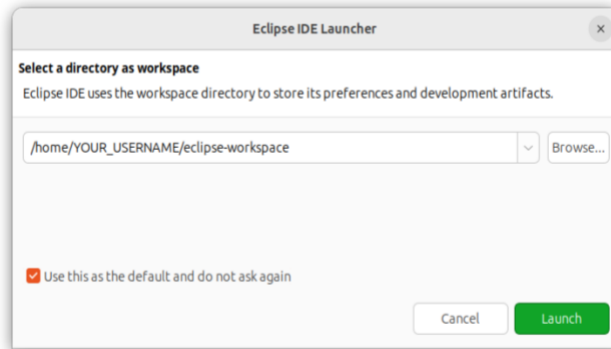 Eclipse IDE Launcher
Select a directory as workspace
Eclipse IDE uses the workspace directory to store its preferences and development artifacts.
/home/YOUR_USERNAME/eclipse-workspace
Browse...
Use this as the default and do not ask again
Cancel
Launch